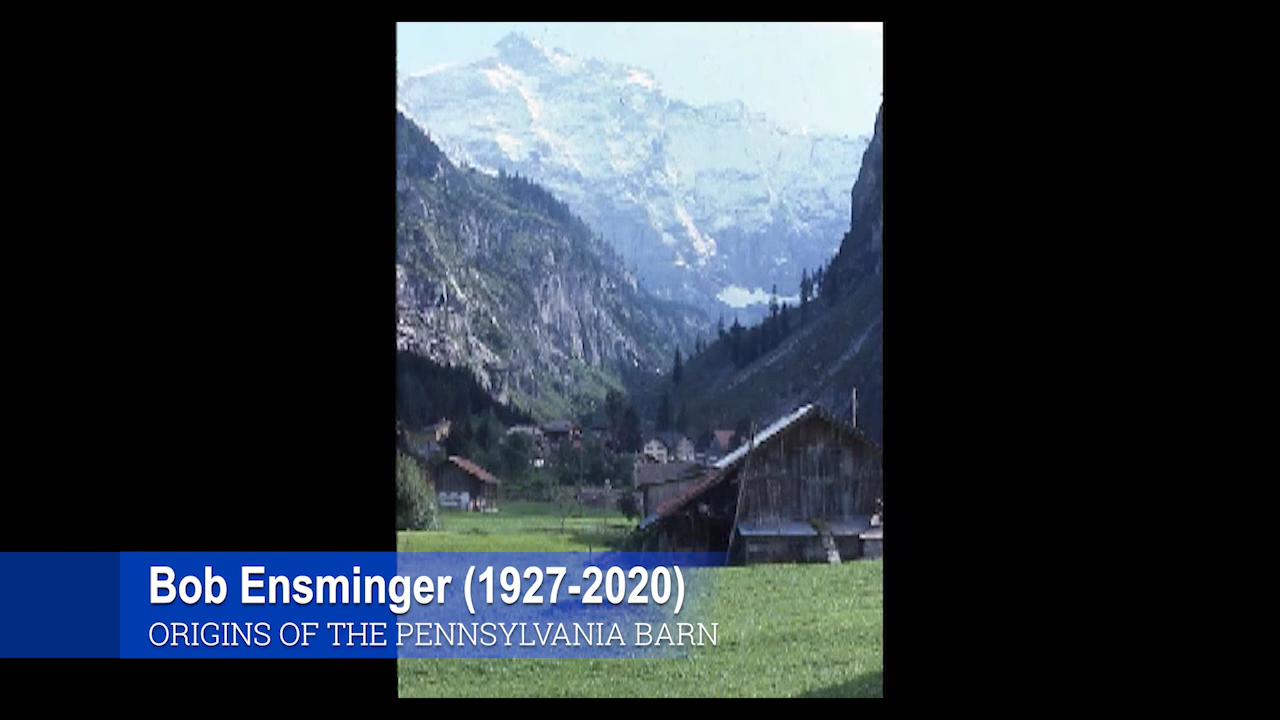 Bob Ensminger (1927-2020)
ORIGINS OF THE PENNSYLVANIA BARN